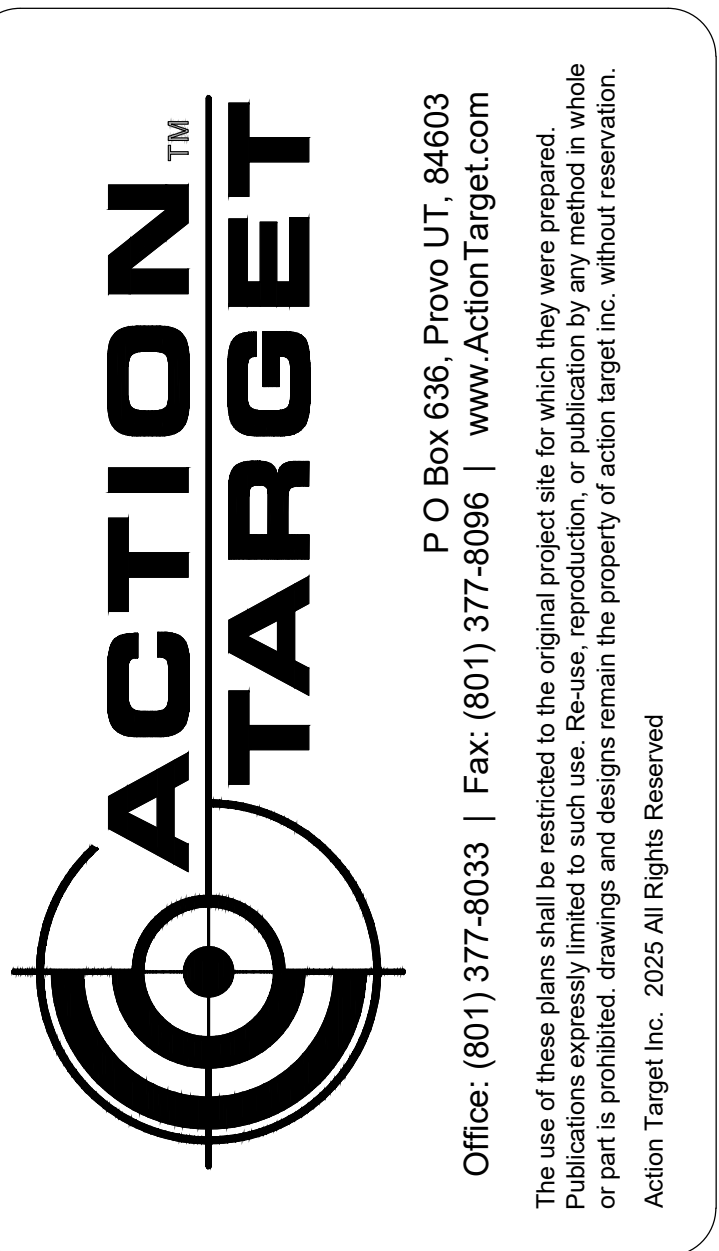 ACTION™
TARGET
P O Box 636, Provo UT, 84603
Office: (801) 377-8033 | Fax: (801) 377-8096 | www.ActionTarget.com
The use of these plans shall be restricted to the original project site for which they were prepared.
Publications expressly limited to such use. Re-use, reproduction, or publication by any method in whole
or part is prohibited. drawings and designs remain the property of action target inc. without reservation.
Action Target Inc.  2025 All Rights Reserved